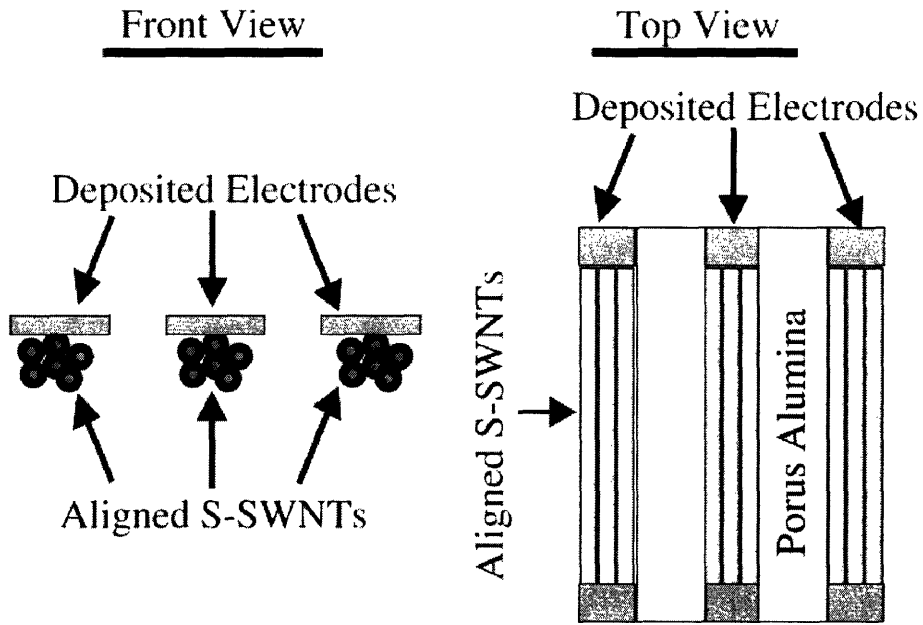 Front View
Deposited Electrodes
Aligned S-SWNTs
Top View
Deposited Electrodes
Aligned S-SWNTs
Porus Alumina